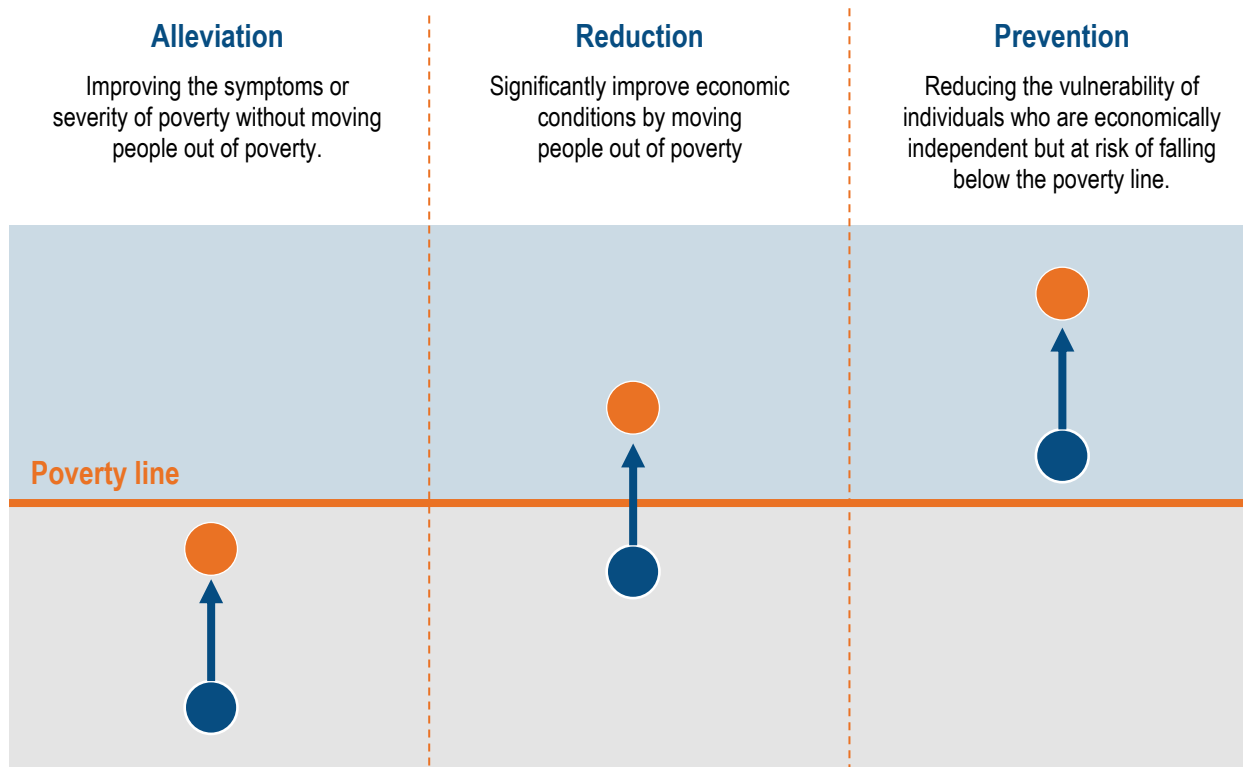 Alleviation
Improving the symptoms or
severity of poverty without moving
people out of poverty.
Reduction
Significantly improve economic
conditions by moving
people out of poverty
Prevention
Reducing the vulnerability of
individuals who are economically
independent but at risk of falling
below the poverty line.
Poverty line